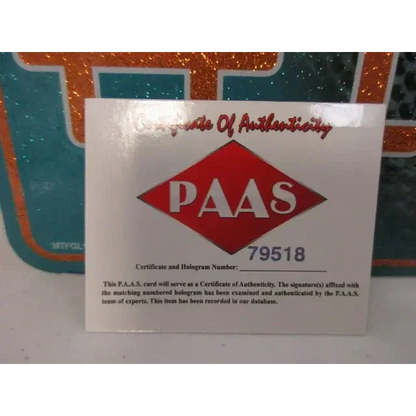 Certificate Of Authenticity
PAAS
79518
Certificate and Hologram Number:
This P.A.A.S. card will serve as a Certificate of Authenticity. The signature(s) affixed with
the matching numbered hologram has been examined and authenticated by the P.A.A.S.
team of experts. This item has been recorded in our database.